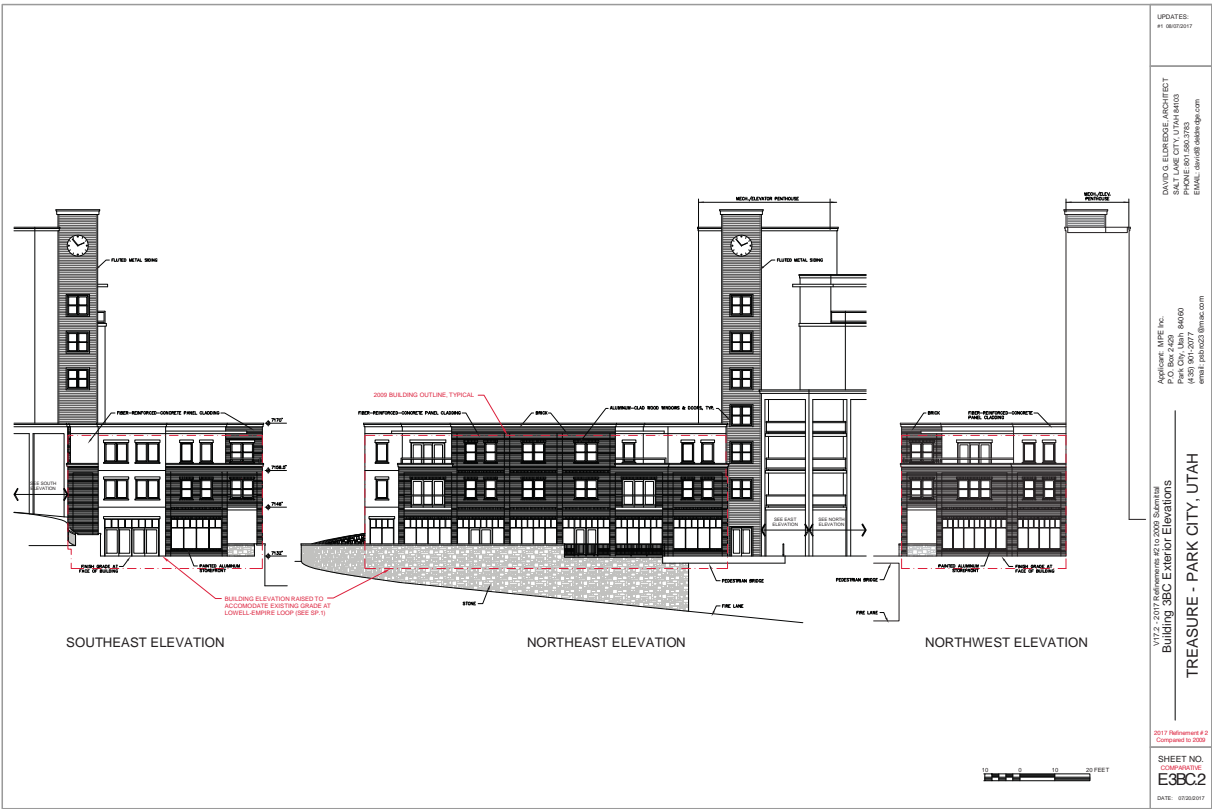 MECH./ELEVATOR PENTHOUSE
MECH./ELEV.
PENTHOUSE
FLUTED METAL SIDING
FLUTED METAL SIDING
2009 BUILDING OUTLINE, TYPICAL
FIBER-REINFORCED-CONCRETE PANEL CLADDING
7170'
FIBER-REINFORCED-CONCRETE PANEL CLADDING
BRICK
ALUMINUM-CLAD WOOD WINDOWS & DOORS, TYP.
BRICK
FIBER-REINFORCED-CONCRETE
PANEL CLADDING
SEE SOUTH
ELEVATION
7146'
7132'
SEE EAST
ELEVATION
SEE NORTH
ELEVATION
FINISH GRADE AT
FACE OF BUILDING
PAINTED ALUMINUM
STOREFRONT
BUILDING ELEVATION RAISED TO
ACCOMODATE EXISTING GRADE AT
LOWELL-EMPIRE LOOP (SEE SP.1)
STONE
PEDESTRIAN BRIDGE
FIRE LANE
PEDESTRIAN BRIDGE
FIRE LANE
PAINTED ALUMINUM
STOREFRONT
FINISH GRADE AT
FACE OF BUILDING
SOUTHEAST ELEVATION
NORTHEAST ELEVATION
NORTHWEST ELEVATION
10 0 10 20 FEET
UPDATES:
#1 08/07/2017
DAVID G. ELDREDGE, ARCHITECT
SALT LAKE CITY, UTAH 84103
PHONE: 801.580.3783
Applicant: MPE Inc.
P.O. Box 2429
Park City, Utah 84060
(435) 901-2077
email: psbro23@mac.com
V17.2 - 2017 Refinements #2 to 2009 Submittal
Building 3BC Exterior Elevations
TREASURE - PARK CITY, UTAH
2017 Refinement # 2
Compared to 2009
SHEET NO.
COMPARATIVE
E3BC.2
DATE: 07/20/2017